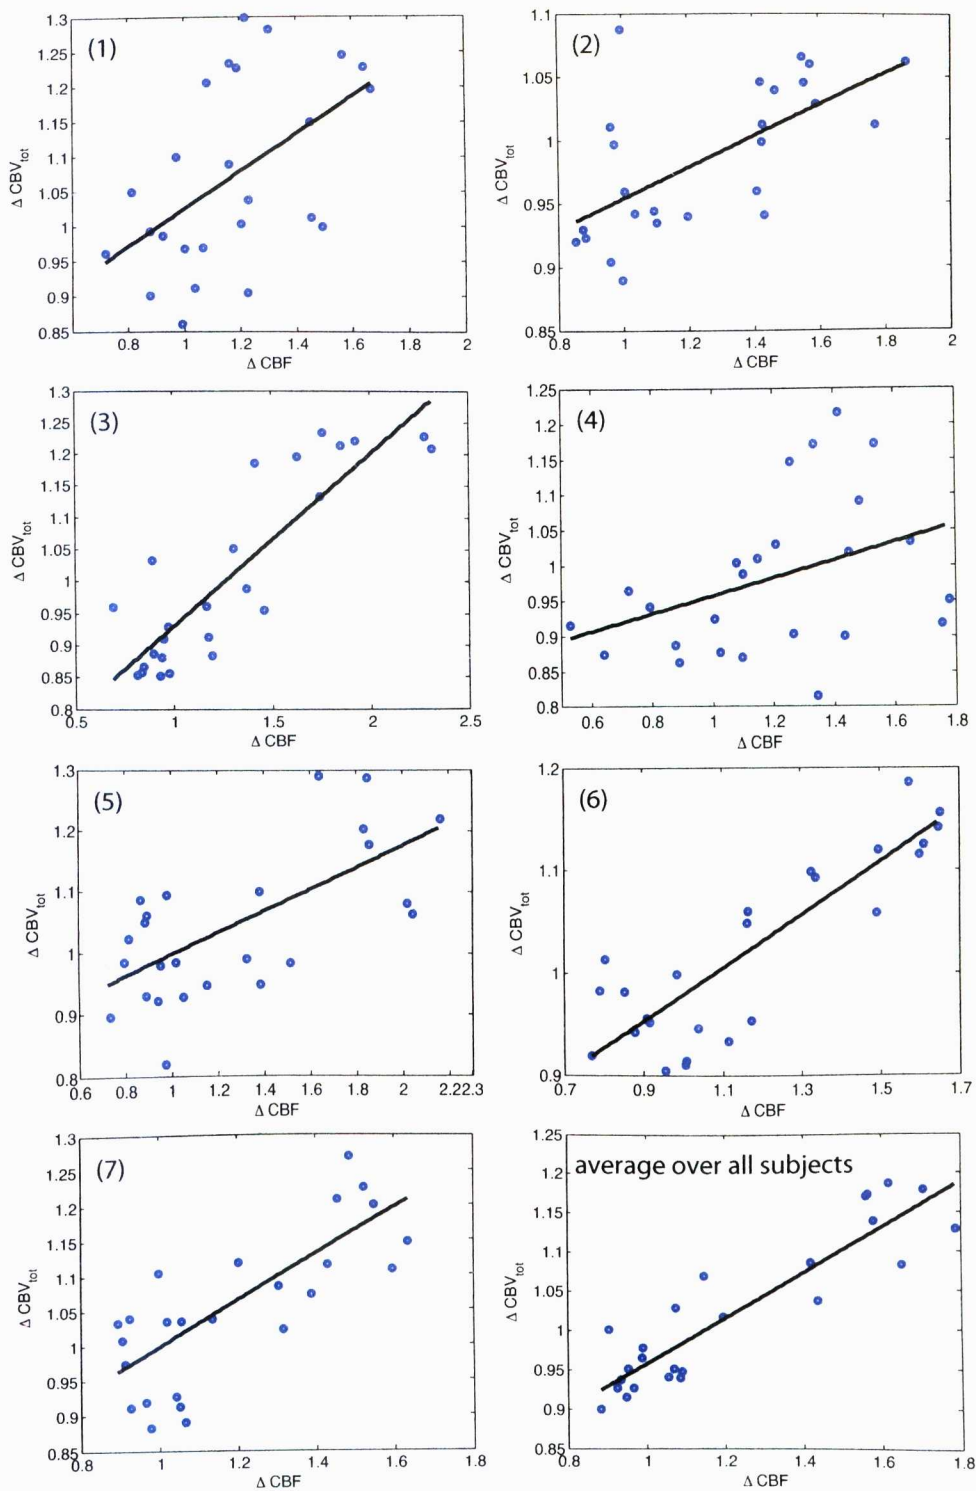 (1)
1.3
1.25
1.2
1.15
1.1
1.05
1
0.95
0.9
0.85
Δ CBVtot
0.8 1 1.2 1.4 1.6 1.8 2
Δ CBF
(2)
1.1
1.05
1
0.95
0.9
0.85
Δ CBVtot
0.8 1 1.2 1.4 1.6 1.8 2
Δ CBF
(3)
1.3
1.25
1.2
1.15
1.1
1.05
1
0.95
0.9
0.85
0.8
Δ CBVtot
0.5 1 1.5 2 2.5
Δ CBF
(4)
1.25
1.2
1.15
1.1
1.05
1
0.95
0.9
0.85
0.8
Δ CBVtot
0.6 0.8 1 1.2 1.4 1.6 1.8
Δ CBF
(5)
1.3
1.2
1.1
1
0.9
0.8
Δ CBVtot
0.6 0.8 1 1.2 1.4 1.6 1.8 2 2.22.3
Δ CBF
(6)
1.2
1.1
1
0.9
Δ CBVtot
0.7 0.9 1.1 1.3 1.5 1.7
Δ CBF
(7)
1.3
1.25
1.2
1.15
1.1
1.05
1
0.95
0.9
0.85
Δ CBVtot
0.8 1 1.2 1.4 1.6 1.8
Δ CBF
average over all subjects
1.25
1.2
1.15
1.1
1.05
1
0.95
0.9
0.85
Δ CBVtot
0.8 1 1.2 1.4 1.6 1.8
Δ CBF